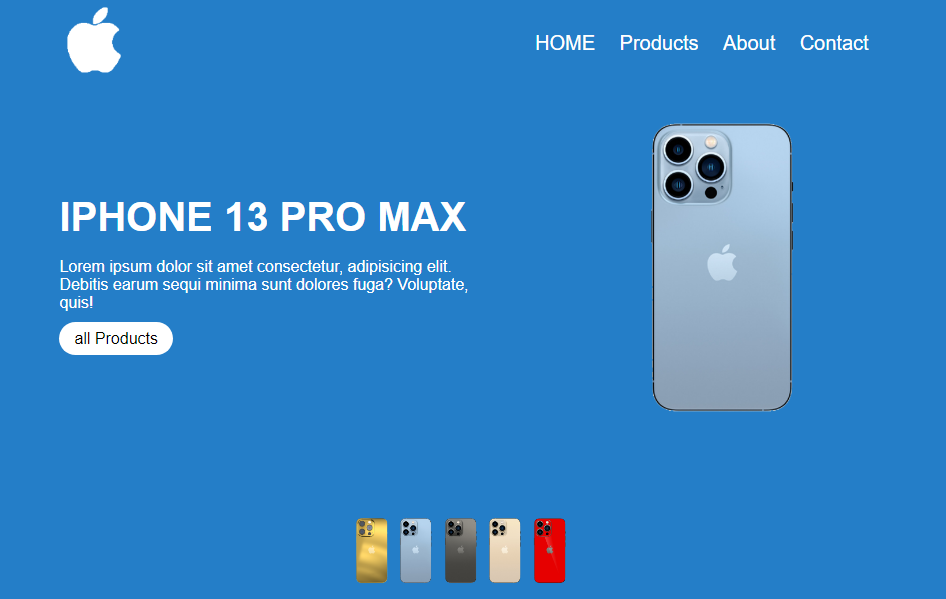 HOME Products About Contact
IPHONE 13 PRO MAX
Lorem ipsum dolor sit amet consectetur, adipisicing elit.
Debitis earum sequi minima sunt dolores fuga? Voluptate,
quis!
all Products